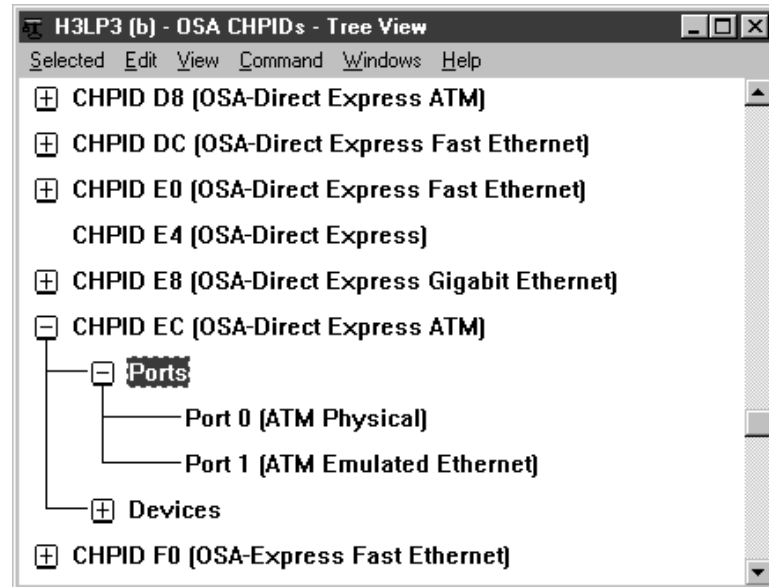 H3LP3 (b) - OSA CHPIDs - Tree View
Selected Edit View Command Windows Help
CHPID D8 (OSA-Direct Express ATM)
CHPID DC (OSA-Direct Express Fast Ethernet)
CHPID E0 (OSA-Direct Express Fast Ethernet)
CHPID E4 (OSA-Direct Express)
CHPID E8 (OSA-Direct Express Gigabit Ethernet)
CHPID EC (OSA-Direct Express ATM)
Ports
Port 0 (ATM Physical)
Port 1 (ATM Emulated Ethernet)
Devices
CHPID F0 (OSA-Express Fast Ethernet)